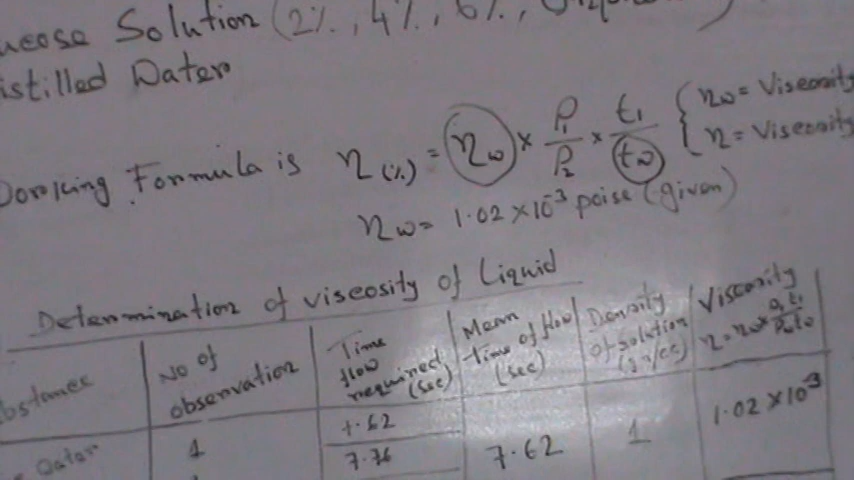 ucose Solution (2%, 4%, 6%,
istilled Water
Working Formula is η(%) = ηw × ρ1/ρ2 × t1/tw { ηw = Viscosity
η = Viscosity
ηw = 1.02 × 10⁻³ poise (given)
Determination of viscosity of Liquid
bstances
No of observation
Time flow required (sec)
Mean Time of flow (sec)
Density of solution (g/cc)
Viscosity η = ηw ×
Water 1 7.62 7.62 1 1.02 × 10⁻³
7.76